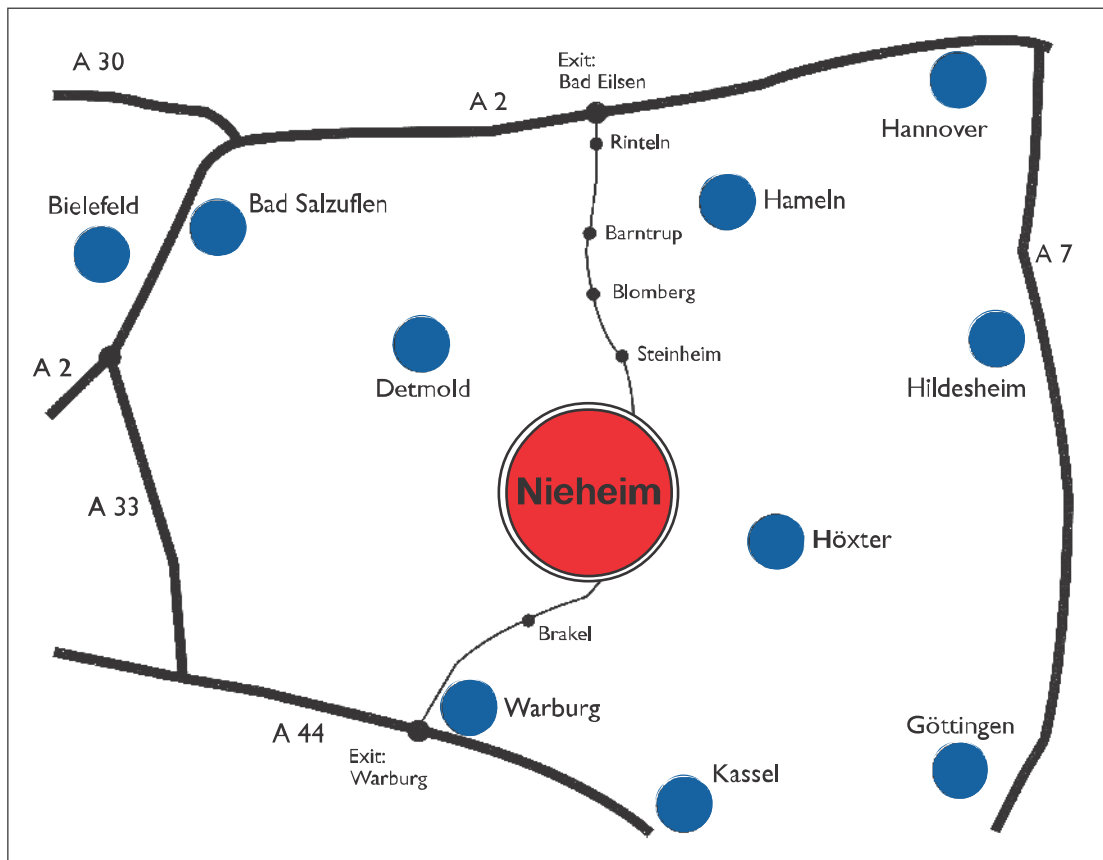 A 30
Exit:
Bad Eilsen
A 2
Hannover
Rinteln
Bielefeld
Bad Salzuflen
Hameln
Barntrup
A 7
Blomberg
Steinheim
A 2
Detmold
Hildesheim
Nieheim
A 33
Höxter
Brakel
Warburg
A 44
Göttingen
Exit:
Warburg
Kassel